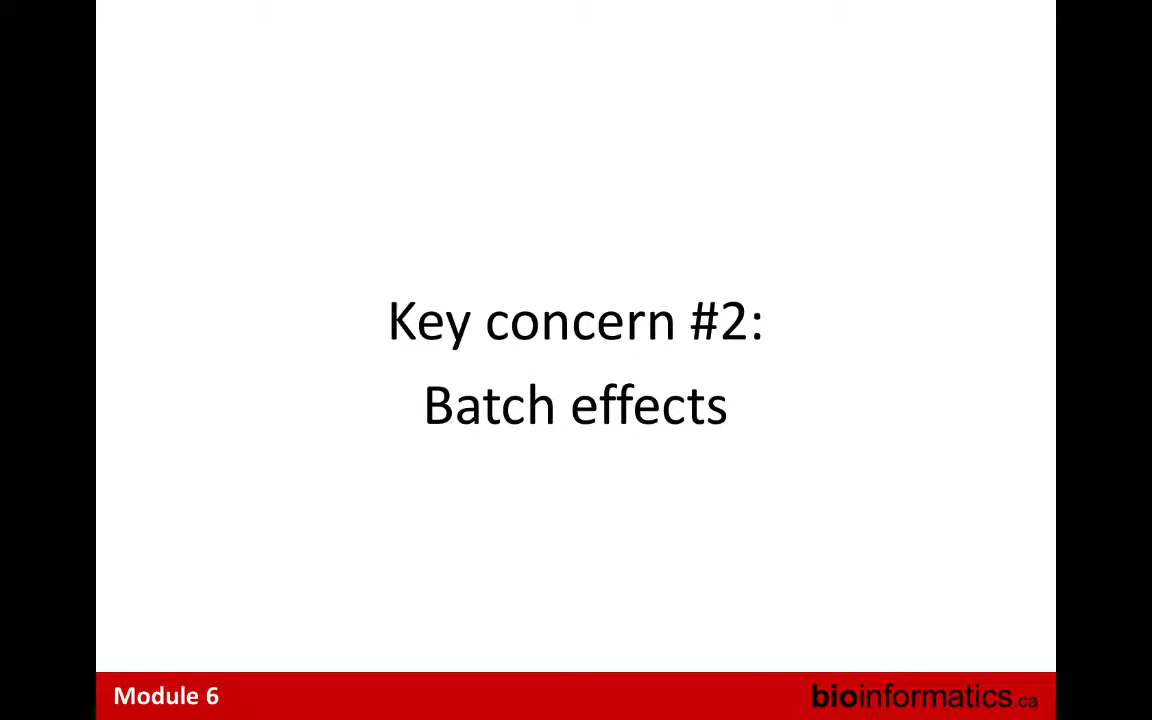 Key concern #2:
Batch effects
Module 6
bioinformatics.ca